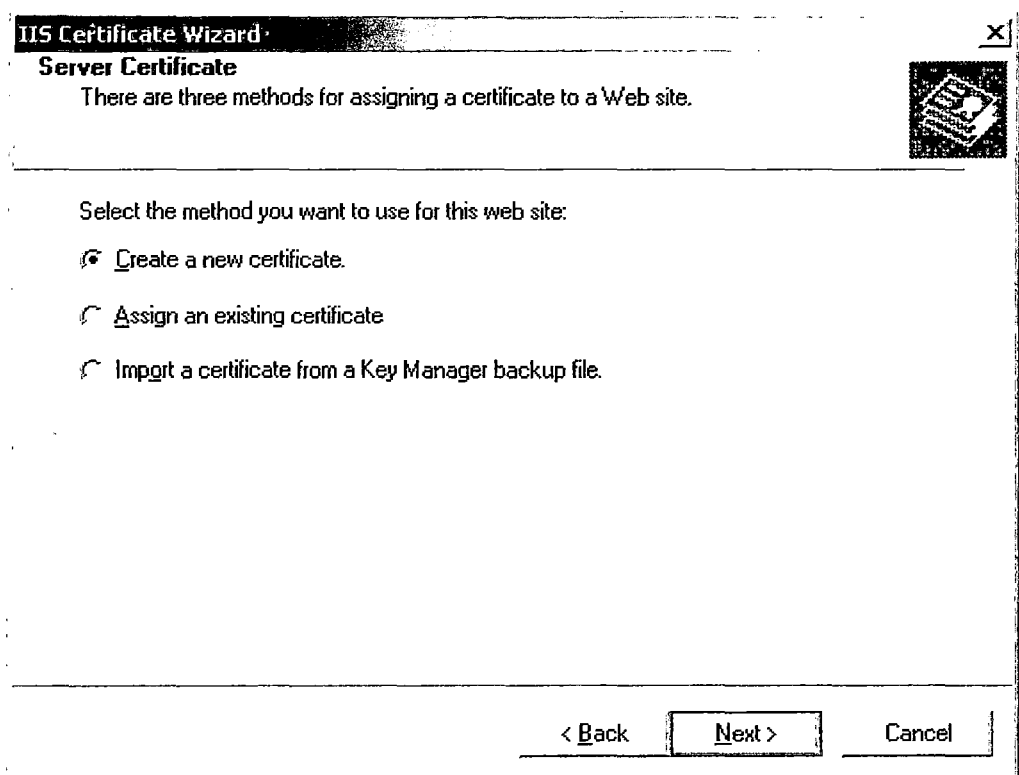 IIS Certificate Wizard
Server Certificate
There are three methods for assigning a certificate to a Web site.
Select the method you want to use for this web site:
Create a new certificate.
Assign an existing certificate
Import a certificate from a Key Manager backup file.
< Back Next > Cancel